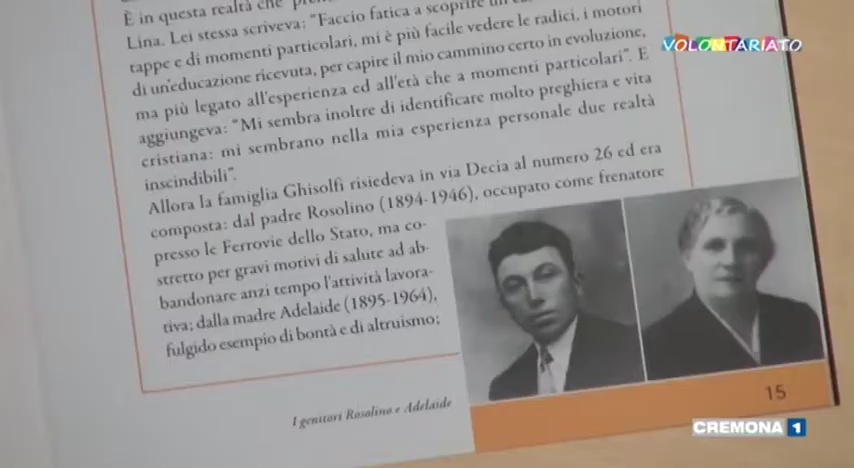 È in questa realtà che
Lina. Lei stessa scriveva: “Faccio fatica a scoprire un
tappe e di momenti particolari, mi è più facile vedere le radici, i motori
di un'educazione ricevuta, per capire il mio cammino certo in evoluzione,
ma più legato all'esperienza ed all'età che a momenti particolari”. E
aggiungeva: “Mi sembra inoltre di identificare molto preghiera e vita
cristiana: mi sembrano nella mia esperienza personale due realtà
inscindibili”.
Allora la famiglia Ghisolfi risiedeva in via Decia al numero 26 ed era
composta: dal padre Rosolino (1894-1946), occupato come frenatore
presso le Ferrovie dello Stato, ma co-
stretto per gravi motivi di salute ad ab-
bandonare anzi tempo l'attività lavora-
tiva; dalla madre Adelaide (1895-1964),
fulgido esempio di bontà e di altruismo;
I genitori Rosolino e Adelaide
15
VOLONTARIATO
CREMONA 1